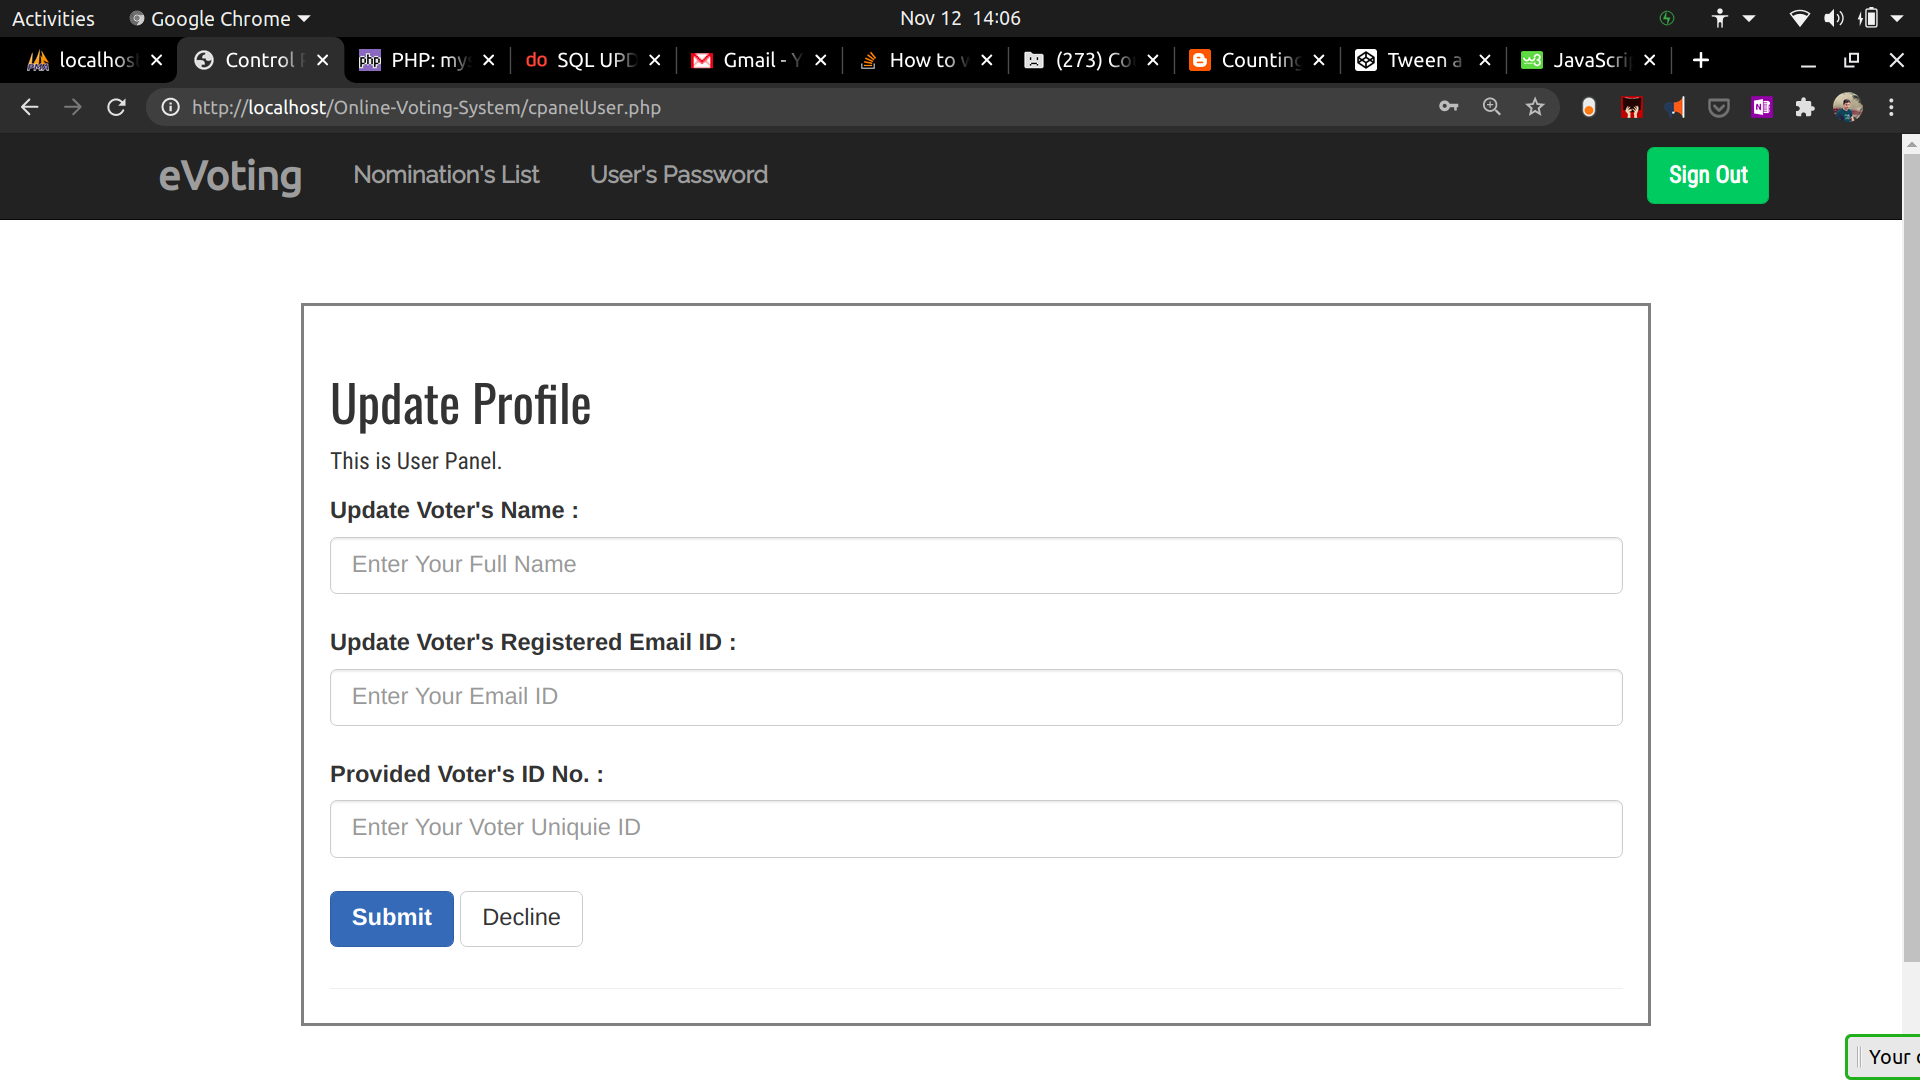 Activities Google Chrome Nov 12 14:06
localhos Control PHP: my SQL UPD Gmail - Y How to (273) Co Counting Tween a JavaScri
http://localhost/Online-Voting-System/cpanelUser.php
eVoting Nomination's List User's Password Sign Out
Update Profile
This is User Panel.
Update Voter's Name :
Enter Your Full Name
Update Voter's Registered Email ID :
Enter Your Email ID
Provided Voter's ID No. :
Enter Your Voter Uniquie ID
Submit Decline
Your